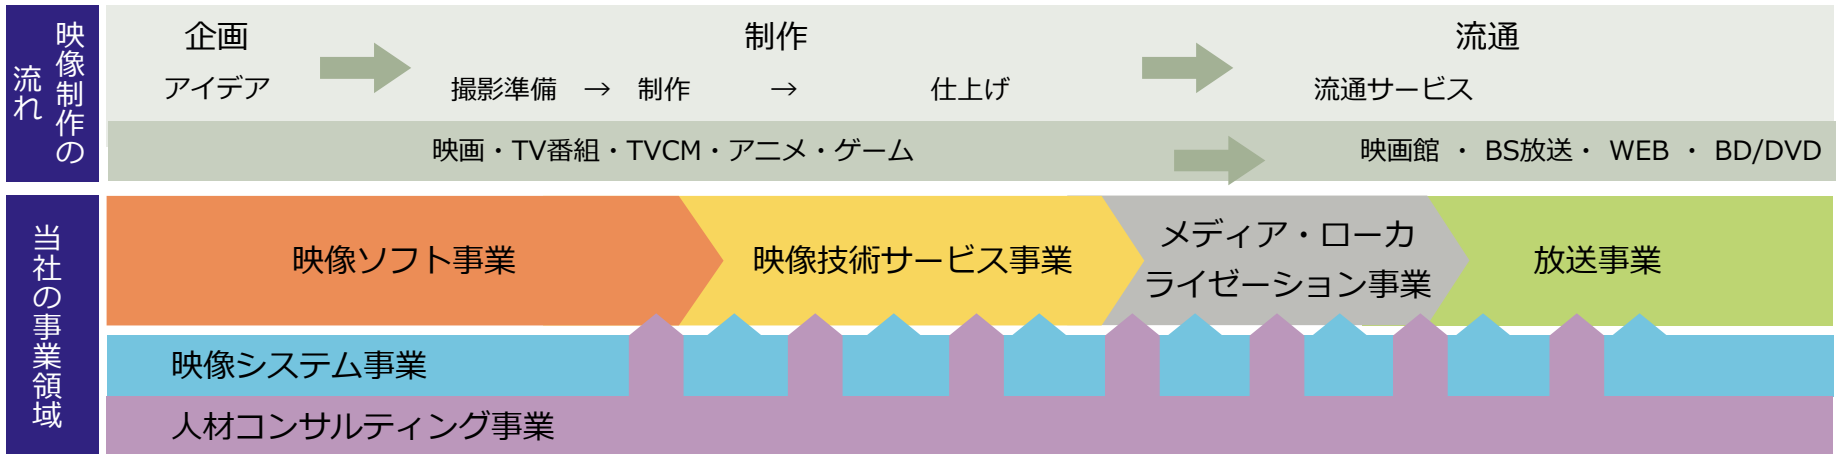 映像制作の
流れ
企画
制作
流通
アイデア
撮影準備 → 制作 → 仕上げ
流通サービス
映画・TV番組・TVCM・アニメ・ゲーム
映画館 ・ BS放送・ WEB ・ BD/DVD
当社の事業領域
映像ソフト事業
映像技術サービス事業
メディア・ローカ
ライゼーション事業
放送事業
映像システム事業
人材コンサルティング事業